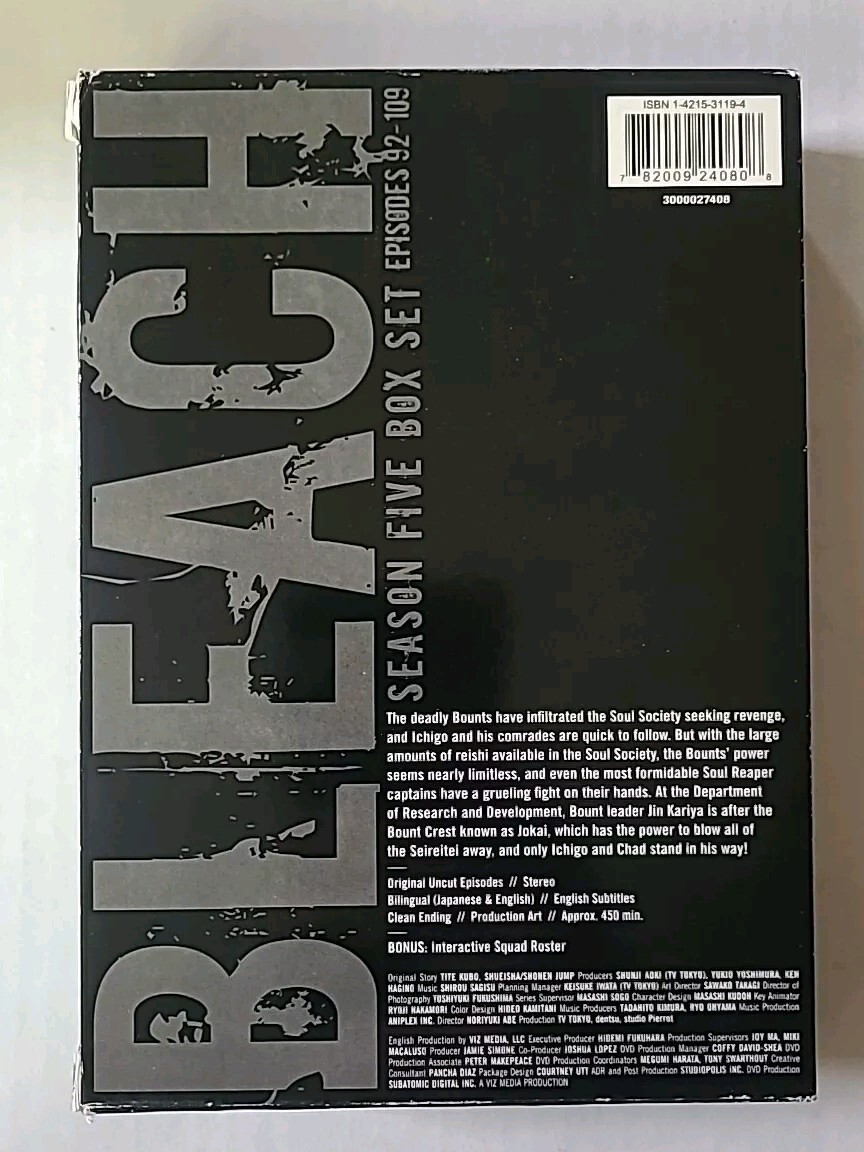 BLEACH
SEASON FIVE BOX SET EPISODES 92-109
ISBN 1-4215-3119-4
7 82009 24080 8
3000027408
The deadly Bounts have infiltrated the Soul Society seeking revenge,
and Ichigo and his comrades are quick to follow. But with the large
amounts of reishi available in the Soul Society, the Bounts' power
seems nearly limitless, and even the most formidable Soul Reaper
captains have a grueling fight on their hands. At the Department
of Research and Development, Bount leader Jin Kariya is after the
Bount Crest known as Jokai, which has the power to blow all of
the Seireitei away, and only Ichigo and Chad stand in his way!
Original Uncut Episodes // Stereo
Bilingual (Japanese & English) // English Subtitles
Clean Ending // Production Art // Approx. 450 min.
BONUS: Interactive Squad Roster
Original Story TITE KUBO, SHUEISHA/SHONEN JUMP Producers SHUNJI AOKI (TV TOKYO), YUKIO YOSHIMURA, KEN
HAGINO Music SHIROU SAGISU Planning Manager KEISUKE IWATA (TV TOKYO) Art Director SAWAKO TAKAGI Director of
Photography TOSHIYUKI FUKUSHIMA Series Supervisor MASASHI SOGO Character Design MASASHI KUDOH Key Animator
RYOJI NAKAMORI Color Design HIDEO KAMITANI Music Producers TADAHITO KIMURA, RYO OHYAMA Music Production
ANIPLEX INC. Director NORIYUKI ABE Production TV TOKYO, dentsu, studio Pierrot
English Production by VIZ MEDIA, LLC Executive Producer HIDEMI FUKUHARA Production Supervisors JOY MA, MIKI
MACALUSO Producer JAMIE SIMONE Co-Producer JOSHUA LOPEZ DVD Production Manager COFFY DAVID-SHEA DVD
Production Associate PETER MAKEPEACE DVD Production Coordinators MEGUMI HARATA, TONY SWARTHOUT Creative
Consultant PANCHA DIAZ Package Design COURTNEY UTT ADR and Post Production STUDIOPOLIS INC. DVD Production
SUBATOMIC DIGITAL INC. A VIZ MEDIA PRODUCTION